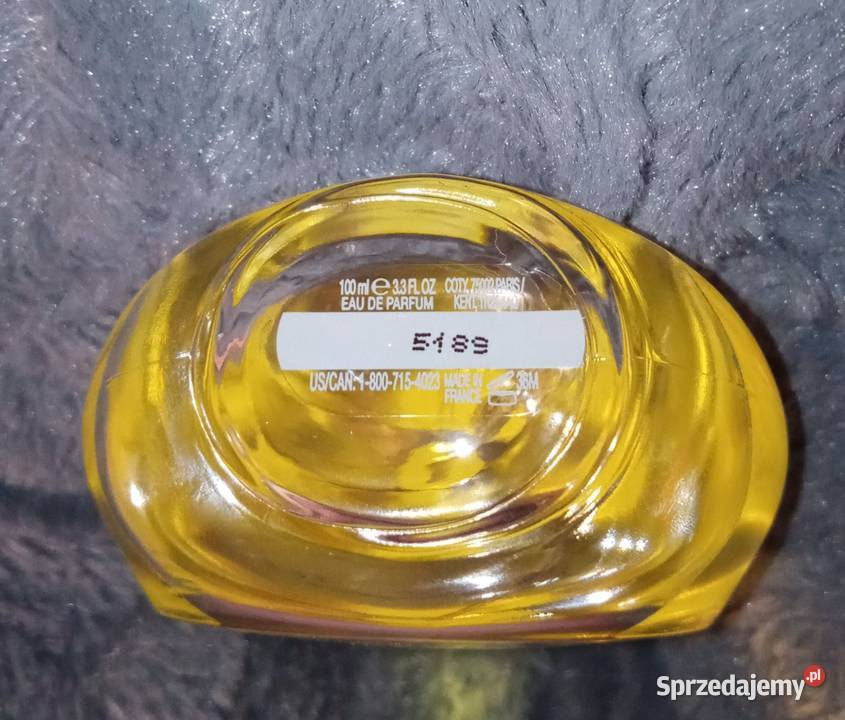 100 ml ℮ 3.3 FL OZ COTY, 75002 PARIS /
EAU DE PARFUM
5189
US/CAN: 1-800-715-4023 MADE IN FRANCE 36M
Sprzedajemy.pl